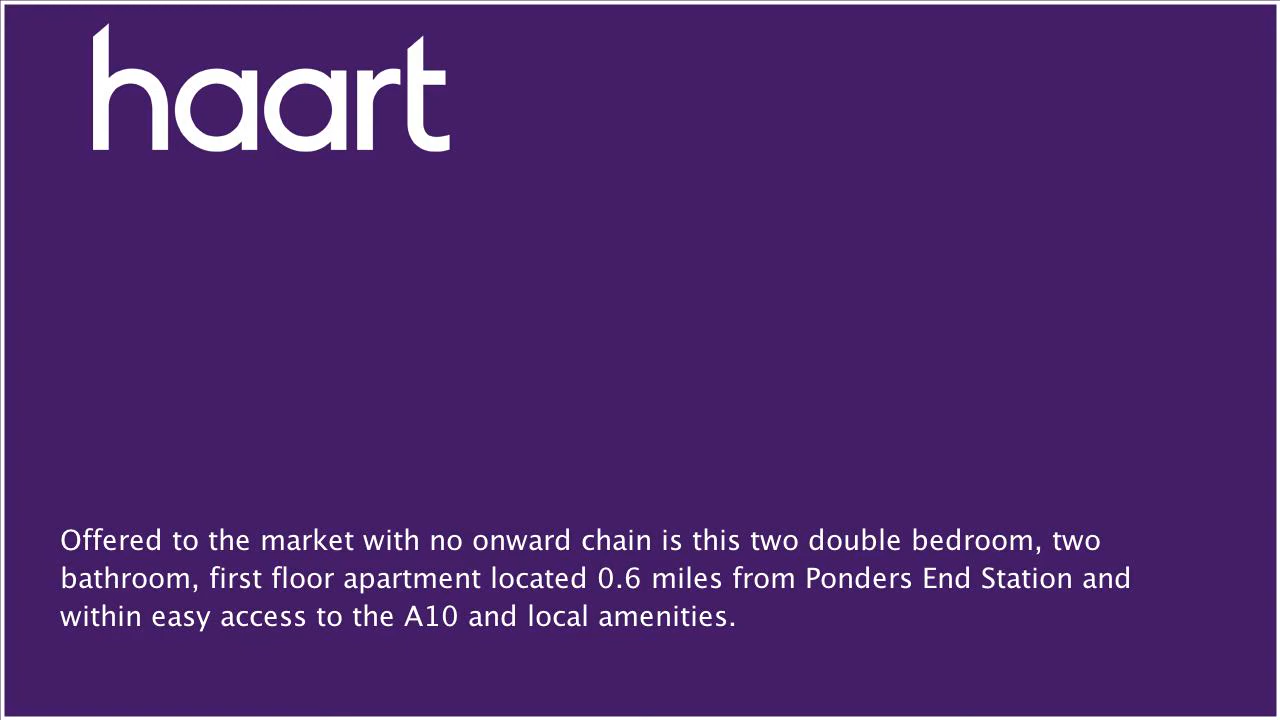 haart
Offered to the market with no onward chain is this two double bedroom, two
bathroom, first floor apartment located 0.6 miles from Ponders End Station and
within easy access to the A10 and local amenities.